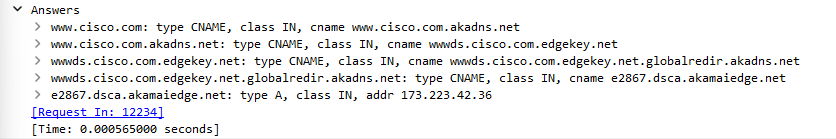 Answers
www.cisco.com: type CNAME, class IN, cname www.cisco.com.akadns.net
www.cisco.com.akadns.net: type CNAME, class IN, cname wwwds.cisco.com.edgekey.net
wwwds.cisco.com.edgekey.net: type CNAME, class IN, cname wwwds.cisco.com.edgekey.net.globalredir.akadns.net
wwwds.cisco.com.edgekey.net.globalredir.akadns.net: type CNAME, class IN, cname e2867.dsca.akamaiedge.net
e2867.dsca.akamaiedge.net: type A, class IN, addr 173.223.42.36
[Request In: 12234]
[Time: 0.000565000 seconds]